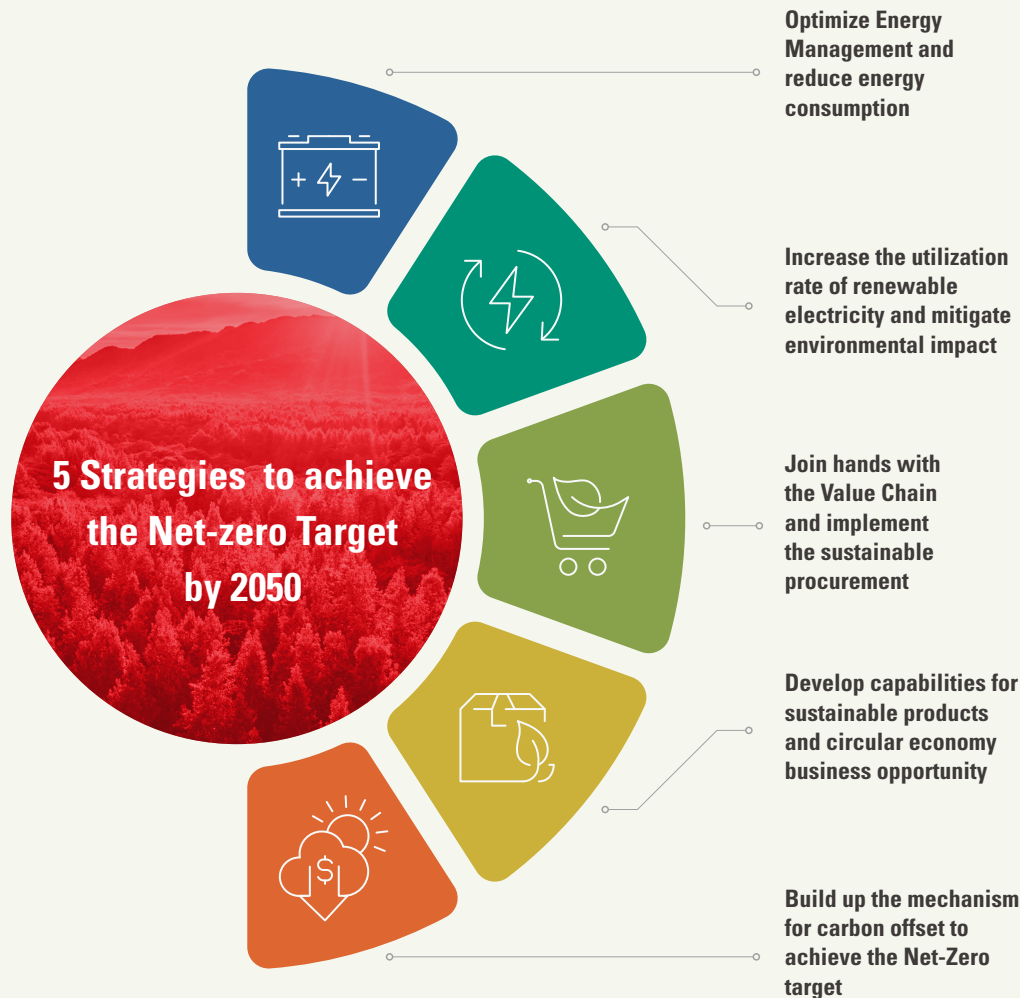 Optimize Energy
Management and
reduce energy
consumption
Increase the utilization
rate of renewable
electricity and mitigate
environmental impact
5 Strategies to achieve
the Net-zero Target
by 2050
Join hands with
the Value Chain
and implement
the sustainable
procurement
Develop capabilities for
sustainable products
and circular economy
business opportunity
$
Build up the mechanism
for carbon offset to
achieve the Net-Zero
target